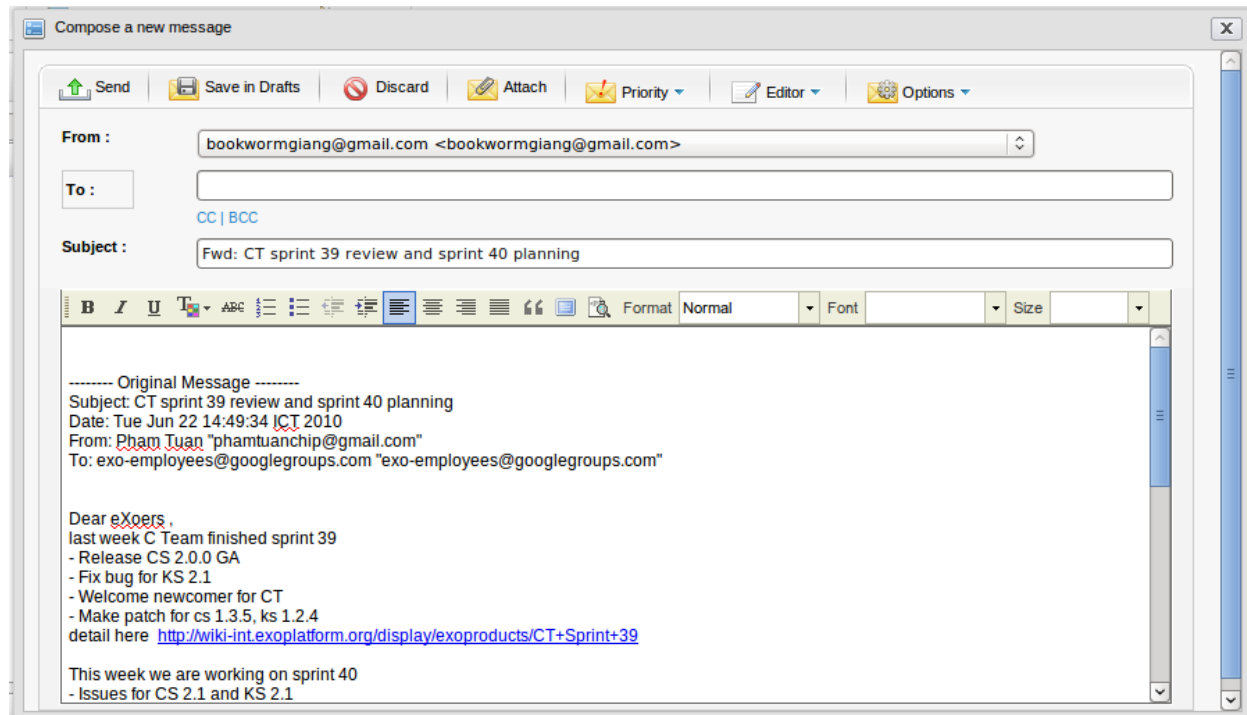 Compose a new message
X
Send Save in Drafts Discard Attach Priority Editor Options
From : bookwormgiang@gmail.com <bookwormgiang@gmail.com>
To :
CC | BCC
Subject : Fwd: CT sprint 39 review and sprint 40 planning
B I U T ABC Format Normal Font Size
-------- Original Message --------
Subject: CT sprint 39 review and sprint 40 planning
Date: Tue Jun 22 14:49:34 ICT 2010
From: Pham Tuan "phamtuanchip@gmail.com"
To: exo-employees@googlegroups.com "exo-employees@googlegroups.com"
Dear eXoers ,
last week C Team finished sprint 39
- Release CS 2.0.0 GA
- Fix bug for KS 2.1
- Welcome newcomer for CT
- Make patch for cs 1.3.5, ks 1.2.4
detail here  http://wiki-int.exoplatform.org/display/exoproducts/CT+Sprint+39
This week we are working on sprint 40
- Issues for CS 2.1 and KS 2.1